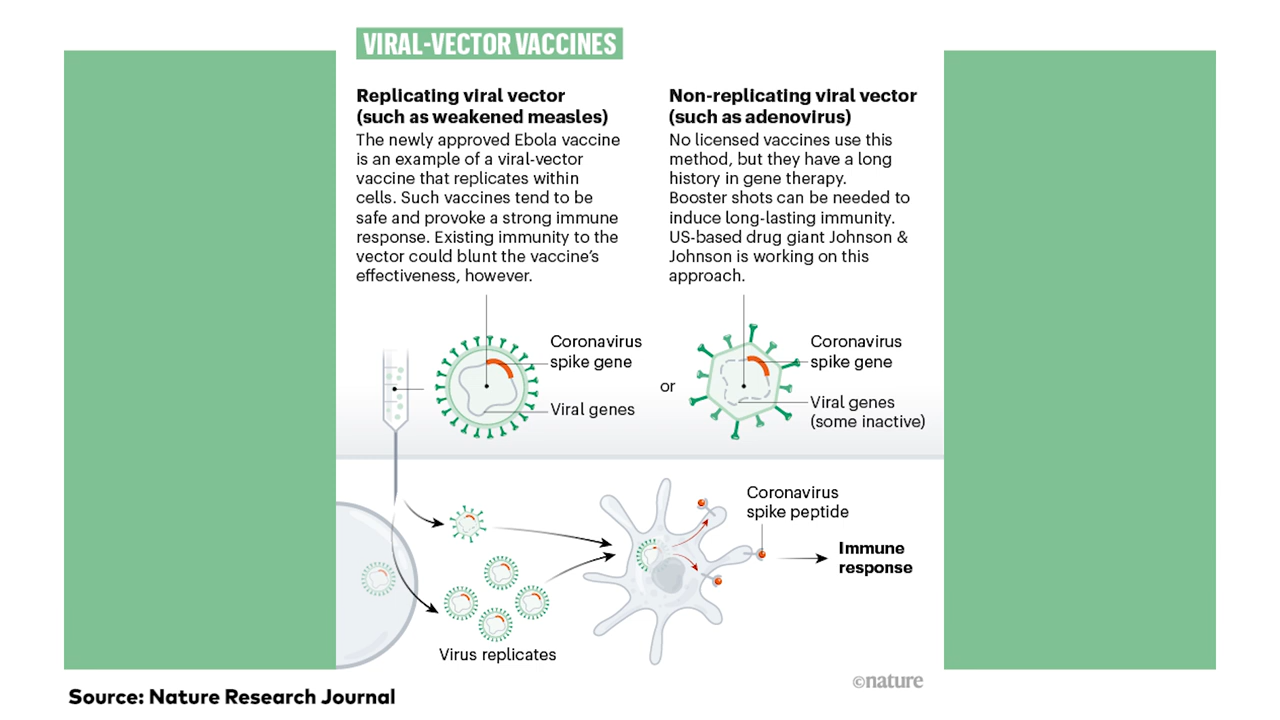 VIRAL-VECTOR VACCINES
Replicating viral vector
(such as weakened measles)
The newly approved Ebola vaccine
is an example of a viral-vector
vaccine that replicates within
cells. Such vaccines tend to be
safe and provoke a strong immune
response. Existing immunity to the
vector could blunt the vaccine’s
effectiveness, however.
Non-replicating viral vector
(such as adenovirus)
No licensed vaccines use this
method, but they have a long
history in gene therapy.
Booster shots can be needed to
induce long-lasting immunity.
US-based drug giant Johnson &
Johnson is working on this
approach.
Coronavirus
spike gene
Viral genes
or
Coronavirus
spike gene
Viral genes
(some inactive)
Coronavirus
spike peptide
Immune
response
Virus replicates
©nature
Source: Nature Research Journal